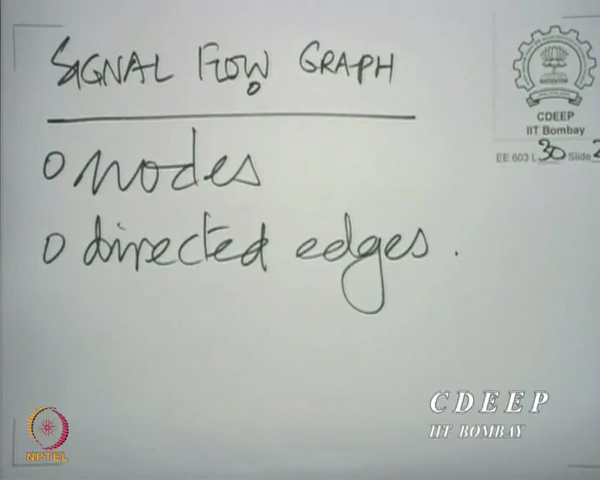 SIGNAL FLOW GRAPH
o nodes
o directed edges.
CDEEP
IIT Bombay
EE 603 L 30 Slide 2
CDEEP
IIT BOMBAY
NPTEL